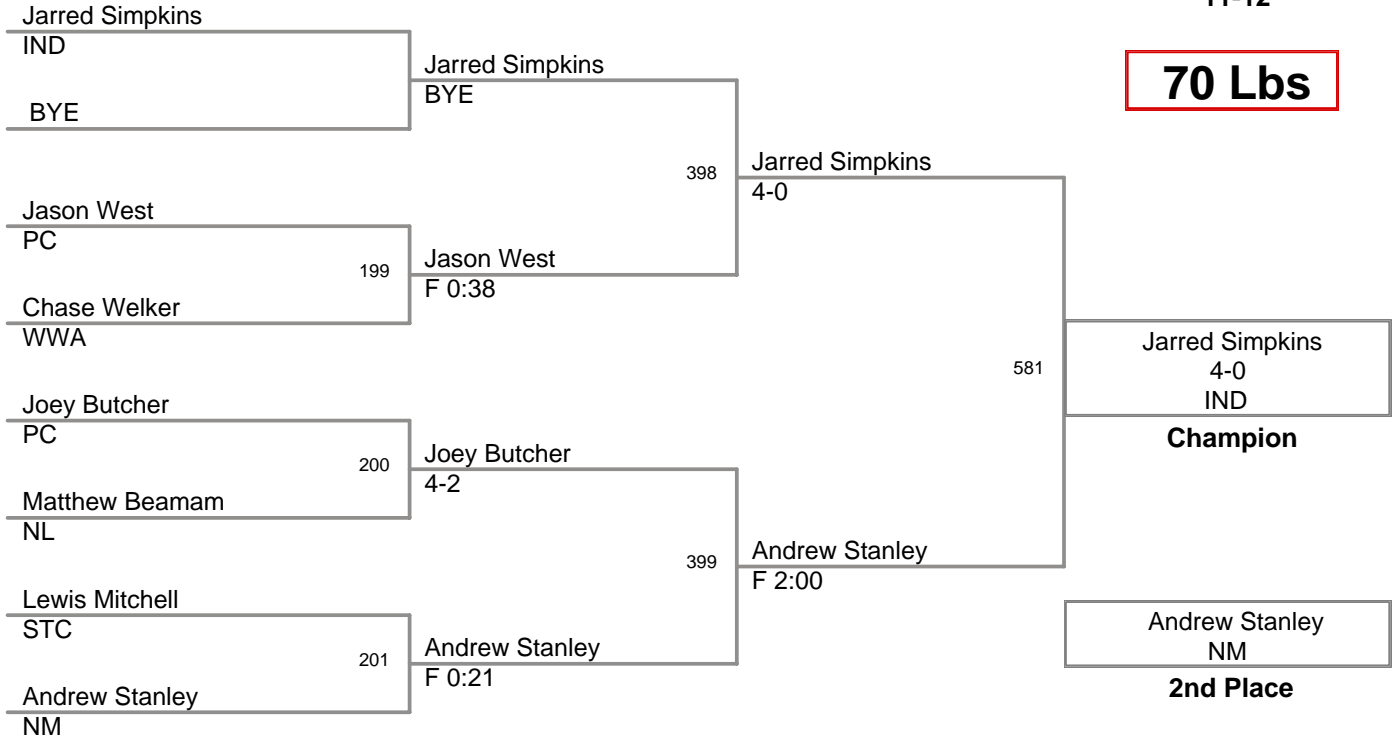 11-12
70 Lbs
Jarred Simpkins
IND
BYE
Jason West
PC
199
Chase Welker
WWA
Joey Butcher
PC
200
Matthew Beamam
NL
Lewis Mitchell
STC
201
Andrew Stanley
NM
Jarred Simpkins
BYE
398
Jason West
F 0:38
Joey Butcher
4-2
399
Andrew Stanley
F 0:21
Jarred Simpkins
4-0
581
Andrew Stanley
F 2:00
Jarred Simpkins
4-0
IND
Champion
Andrew Stanley
NM
2nd Place